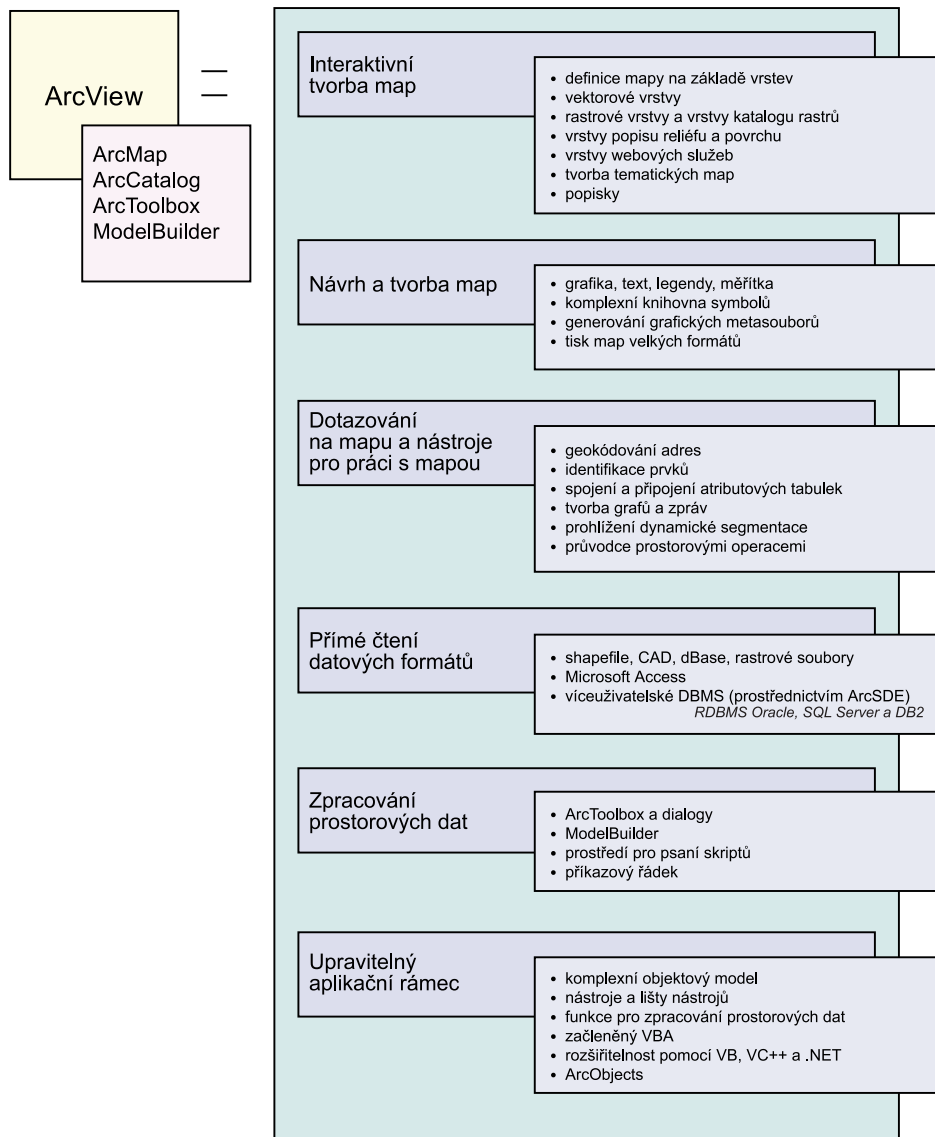 ArcView
ArcMap
ArcCatalog
ArcToolbox
ModelBuilder
Interaktivní
tvorba map
• definice mapy na základě vrstev
• vektorové vrstvy
• rastrové vrstvy a vrstvy katalogu rastrů
• vrstvy popisu reliéfu a povrchu
• vrstvy webových služeb
• tvorba tematických map
• popisky
Návrh a tvorba map
• grafika, text, legendy, měřítka
• komplexní knihovna symbolů
• generování grafických metasouborů
• tisk map velkých formátů
Dotazování
na mapu a nástroje
pro práci s mapou
• geokódování adres
• identifikace prvků
• spojení a připojení atributových tabulek
• tvorba grafů a zpráv
• prohlížení dynamické segmentace
• průvodce prostorovými operacemi
Přímé čtení
datových formátů
• shapefile, CAD, dBase, rastrové soubory
• Microsoft Access
• víceuživatelské DBMS (prostřednictvím ArcSDE)
RDBMS Oracle, SQL Server a DB2
Zpracování
prostorových dat
• ArcToolbox a dialogy
• ModelBuilder
• prostředí pro psaní skriptů
• příkazový řádek
Upravitelný
aplikační rámec
• komplexní objektový model
• nástroje a lišty nástrojů
• funkce pro zpracování prostorových dat
• začleněný VBA
• rozšiřitelnost pomocí VB, VC++ a .NET
• ArcObjects